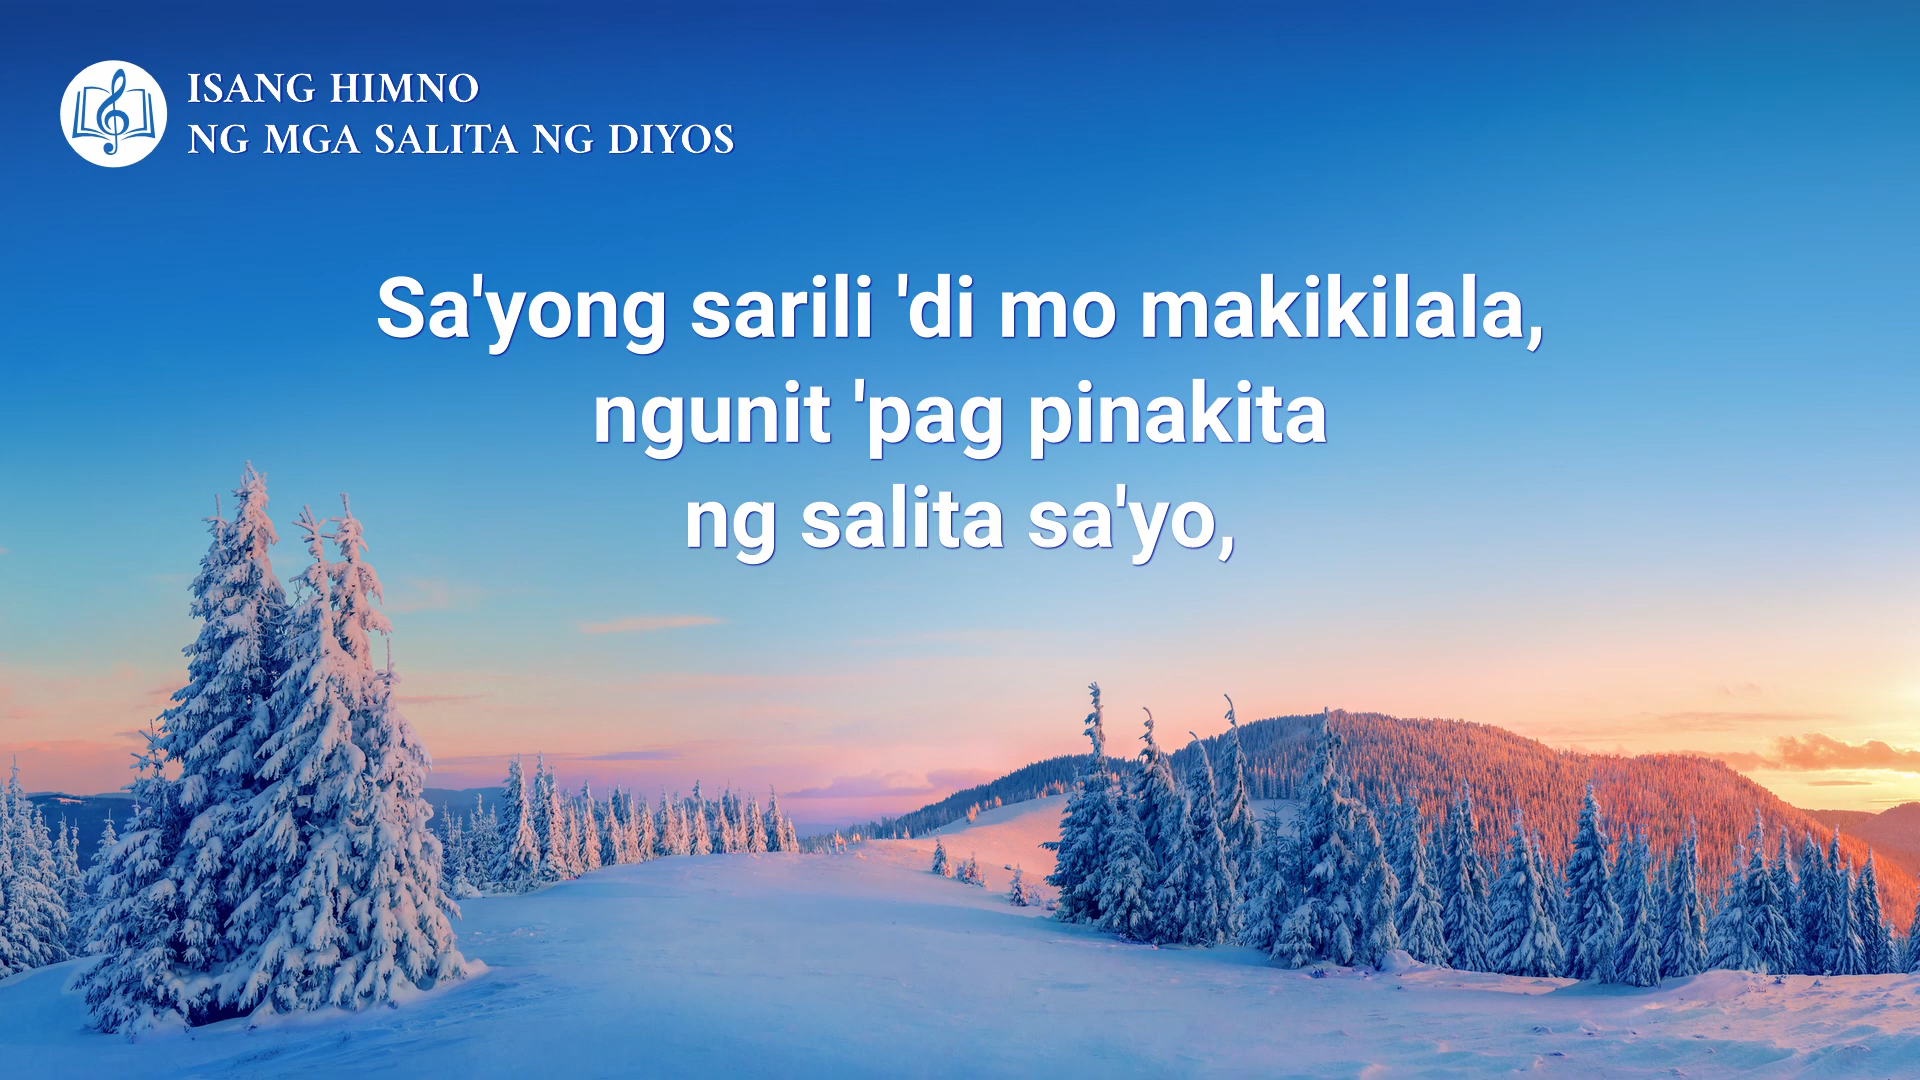 ISANG HIMNO
NG MGA SALITA NG DIYOS
Sa'yong sarili 'di mo makikilala,
ngunit 'pag pinakita
ng salita sa'yo,